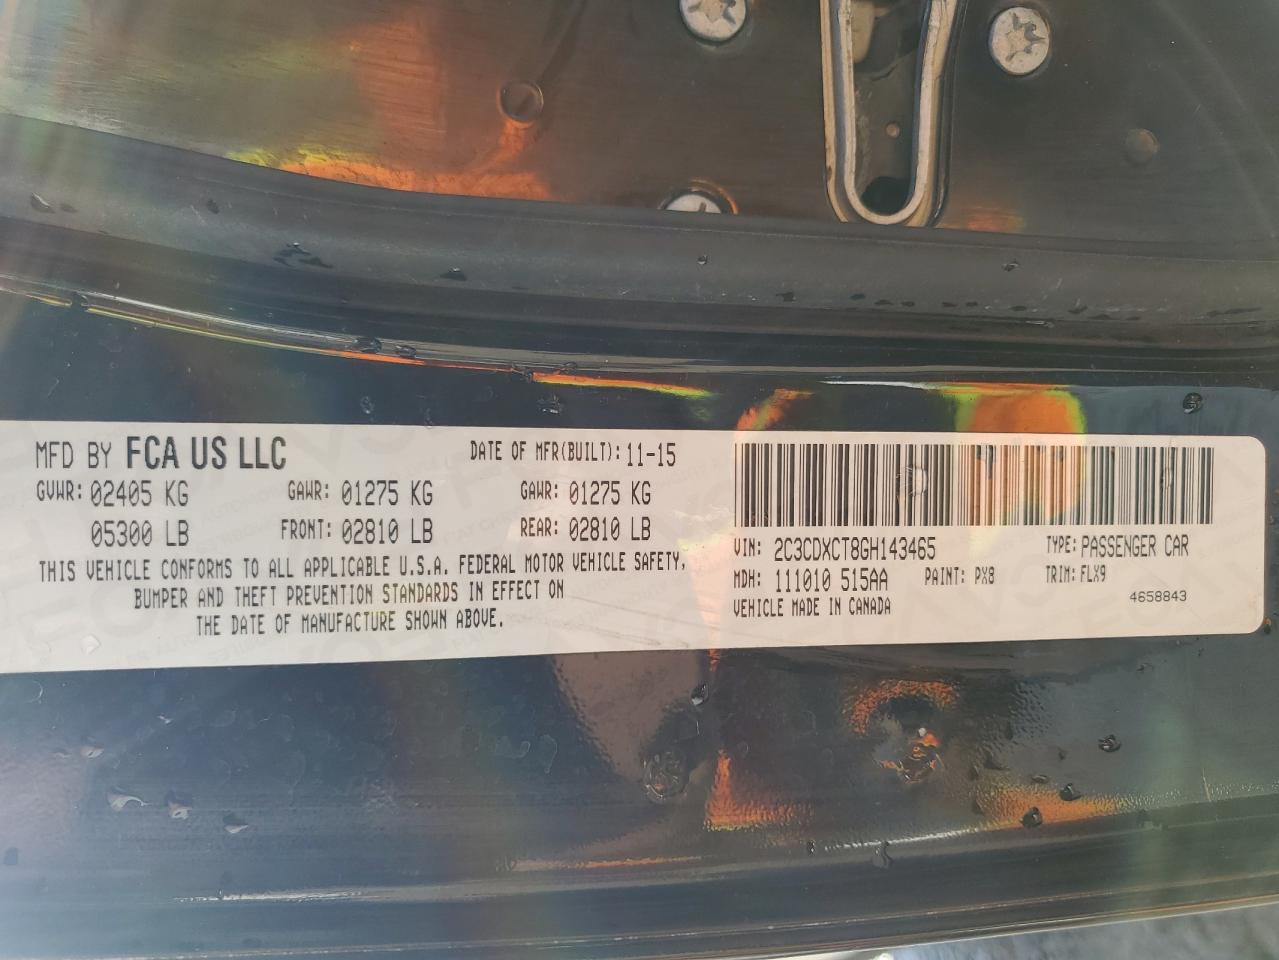 MFD BY FCA US LLC DATE OF MFR(BUILT): 11-15
GVWR: 02405 KG GAWR: 01275 KG GAWR: 01275 KG
05300 LB FRONT: 02810 LB REAR: 02810 LB
THIS VEHICLE CONFORMS TO ALL APPLICABLE U.S.A. FEDERAL MOTOR VEHICLE SAFETY,
BUMPER AND THEFT PREVENTION STANDARDS IN EFFECT ON
THE DATE OF MANUFACTURE SHOWN ABOVE.
VIN: 2C3CDXCT8GH143465 TYPE: PASSENGER CAR
MDH: 111010 515AA PAINT: PX8 TRIM: FLX9
VEHICLE MADE IN CANADA 4658843